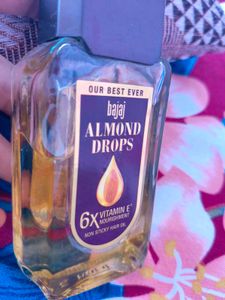 OUR BEST EVER
bajaj
ALMOND
DROPS
6X VITAMIN E*
NOURISHMENT
NON STICKY HAIR OIL